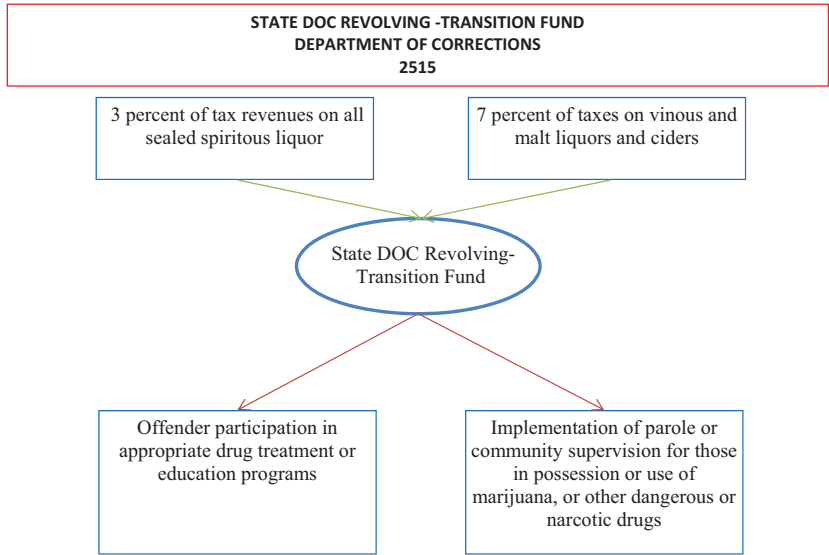 STATE DOC REVOLVING -TRANSITION FUND
DEPARTMENT OF CORRECTIONS
2515
3 percent of tax revenues on all
sealed spiritous liquor
7 percent of taxes on vinous and
malt liquors and ciders
State DOC Revolving-
Transition Fund
Offender participation in
appropriate drug treatment or
education programs
Implementation of parole or
community supervision for those
in possession or use of
marijuana, or other dangerous or
narcotic drugs